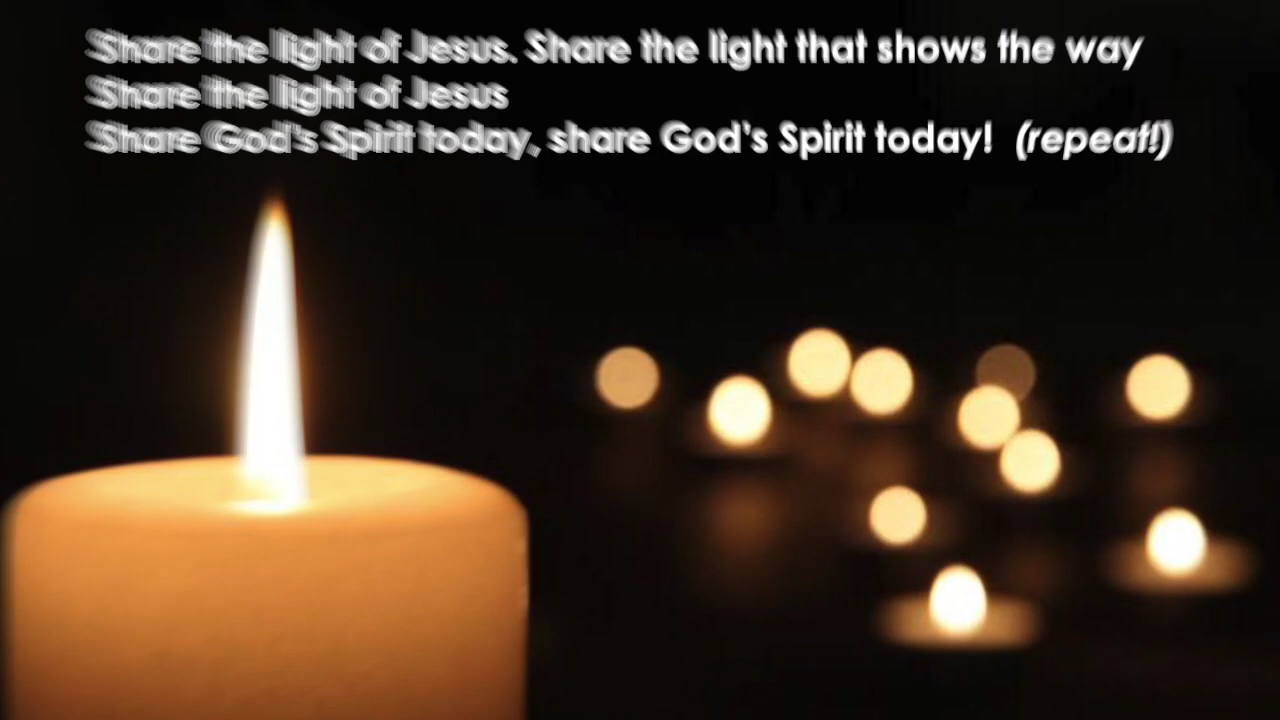 Share the light of Jesus. Share the light that shows the way
Share the light of Jesus
Share God's Spirit today, share God's Spirit today!  (repeat!)